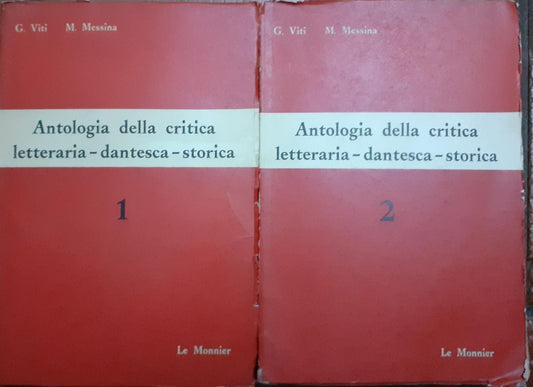 G. Viti M. Messina
Antologia della critica
letteraria-dantesca-storica
1
Le Monnier
G. Viti M. Messina
Antologia della critica
letteraria-dantesca-storica
2
Le Monnier